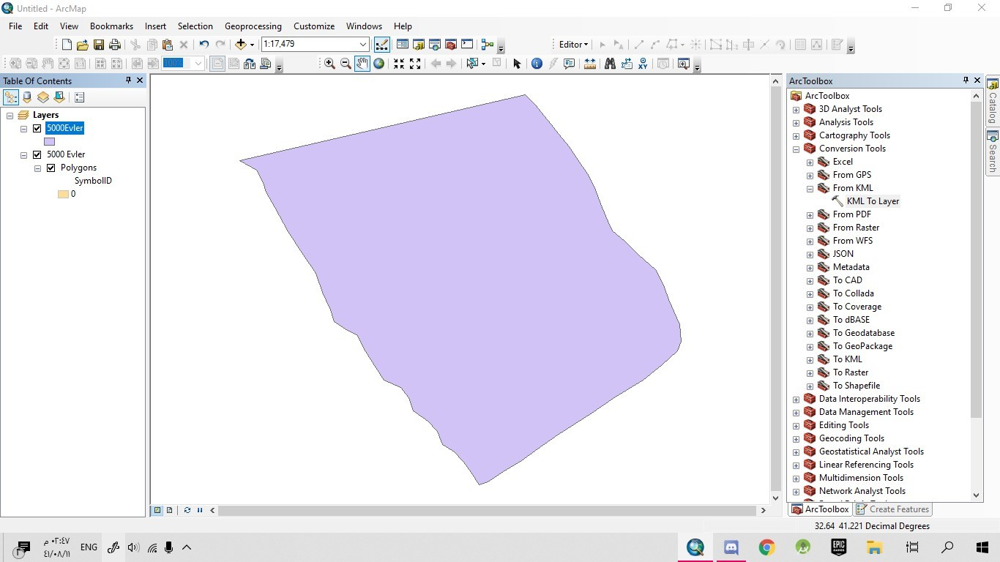 Untitled - ArcMap
File Edit View Bookmarks Insert Selection Geoprocessing Customize Windows Help
1:17,479
Editor
100%
Table Of Contents
Layers
5000Evler
5000 Evler
Polygons
SymbolID
0
ArcToolbox
ArcToolbox
3D Analyst Tools
Analysis Tools
Cartography Tools
Conversion Tools
Excel
From GPS
From KML
KML To Layer
From PDF
From Raster
From WFS
JSON
Metadata
To CAD
To Collada
To Coverage
To dBASE
To Geodatabase
To GeoPackage
To KML
To Raster
To Shapefile
Data Interoperability Tools
Data Management Tools
Editing Tools
Geocoding Tools
Geostatistical Analyst Tools
Linear Referencing Tools
Multidimension Tools
Network Analyst Tools
ArcToolbox Create Features
Catalog
Search
32.64 41.221 Decimal Degrees
ENG
٠٢:٤٧ م
٤١/٠٨/١١
EPIC GAMES